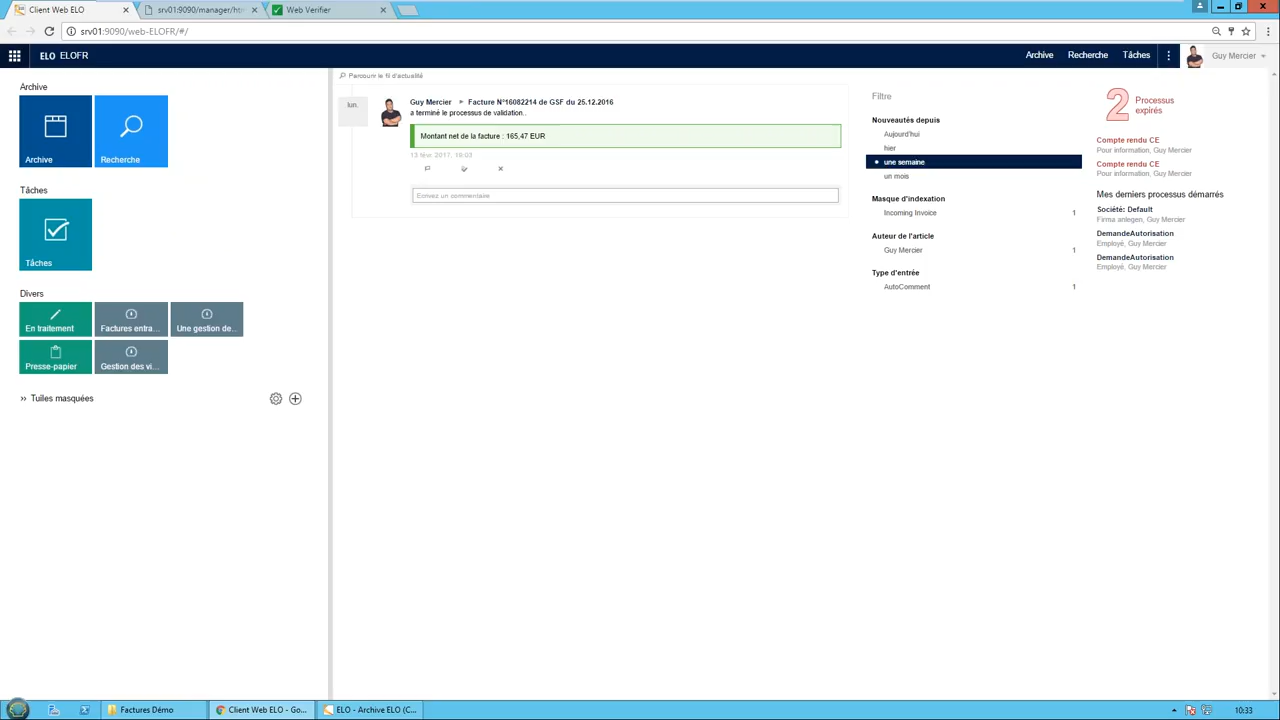 Client Web ELO
srv01:9090/manager/htm
Web Verifier
srv01:9090/web-ELOFR/#/
ELO ELOFR
Archive
Recherche
Tâches
Guy Mercier
Archive
Archive
Recherche
Tâches
Tâches
Divers
En traitement
Factures entra...
Une gestion de...
Presse-papier
Gestion des vi...
Tuiles masquées
Parcourir le fil d'actualité
lun.
Guy Mercier
Facture N°16082214 de GSF du 25.12.2016
a terminé le processus de validation..
Montant net de la facture : 165,47 EUR
13 févr. 2017, 16:03
Ecrivez un commentaire
Filtre
Nouveautés depuis
Aujourd'hui
hier
une semaine
un mois
Masque d'indexation
Incoming Invoice 1
Auteur de l'article
Guy Mercier 1
Type d'entrée
AutoComment 1
2 Processus
expirés
Compte rendu CE
Pour information, Guy Mercier
Compte rendu CE
Pour information, Guy Mercier
Mes derniers processus démarrés
Société: Default
Firma anlegen, Guy Mercier
DemandeAutorisation
Employé, Guy Mercier
DemandeAutorisation
Employé, Guy Mercier
Factures Démo
Client Web ELO - Go...
ELO - Archive ELO (C...
10:33